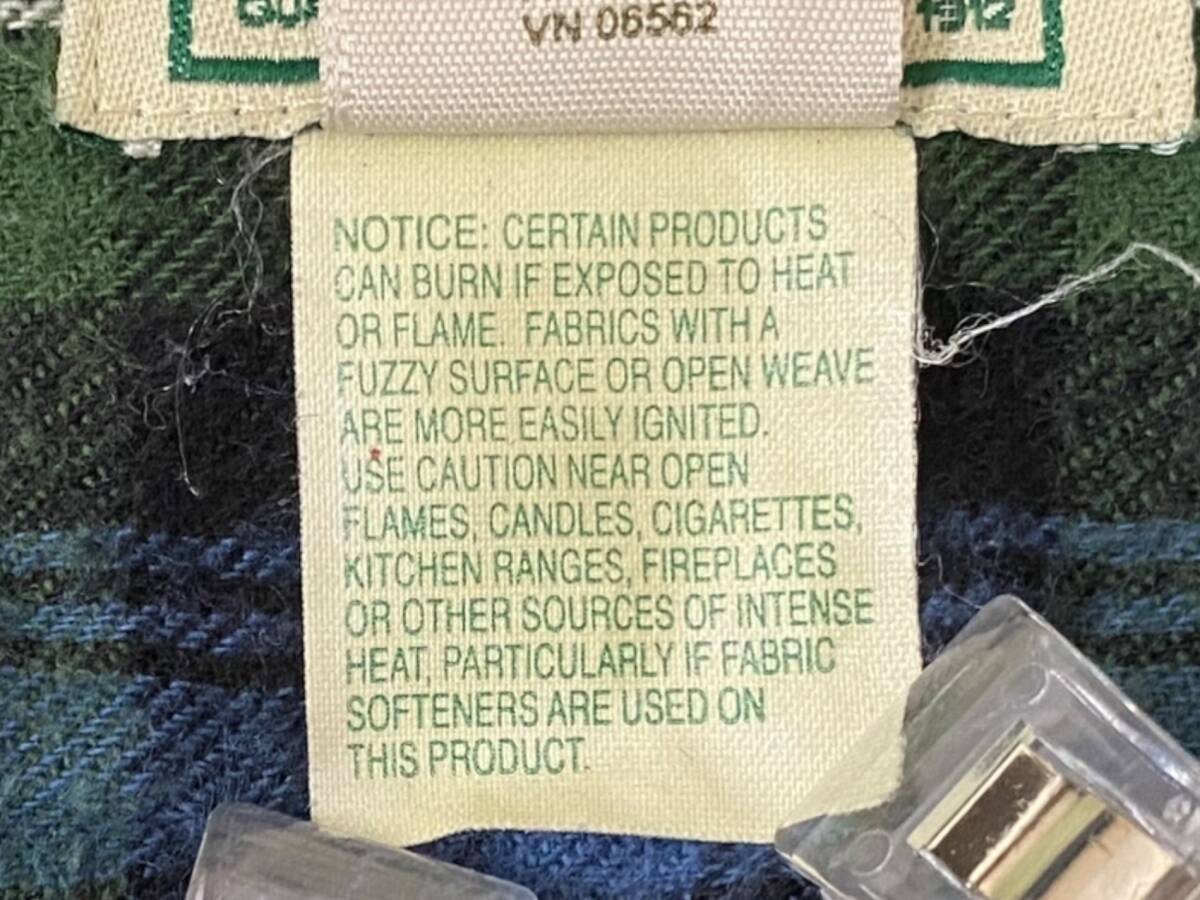 VN 06562
1912
NOTICE: CERTAIN PRODUCTS
CAN BURN IF EXPOSED TO HEAT
OR FLAME. FABRICS WITH A
FUZZY SURFACE OR OPEN WEAVE
ARE MORE EASILY IGNITED.
USE CAUTION NEAR OPEN
FLAMES, CANDLES, CIGARETTES,
KITCHEN RANGES, FIREPLACES
OR OTHER SOURCES OF INTENSE
HEAT, PARTICULARLY IF FABRIC
SOFTENERS ARE USED ON
THIS PRODUCT.